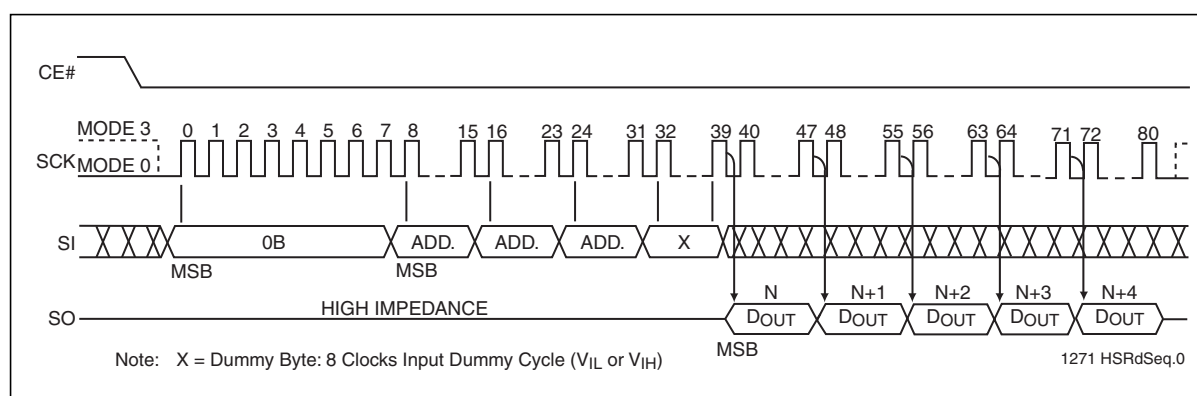 CE#
MODE 3
0 1 2 3 4 5 6 7 8 15 16 23 24 31 32 39 40 47 48 55 56 63 64 71 72 80
SCK MODE 0
SI 0B ADD. ADD. ADD. X
MSB MSB
N N+1 N+2 N+3 N+4
HIGH IMPEDANCE
SO DOUT DOUT DOUT DOUT DOUT
MSB
Note: X = Dummy Byte: 8 Clocks Input Dummy Cycle (VIL or VIH)
1271 HSRdSeq.0